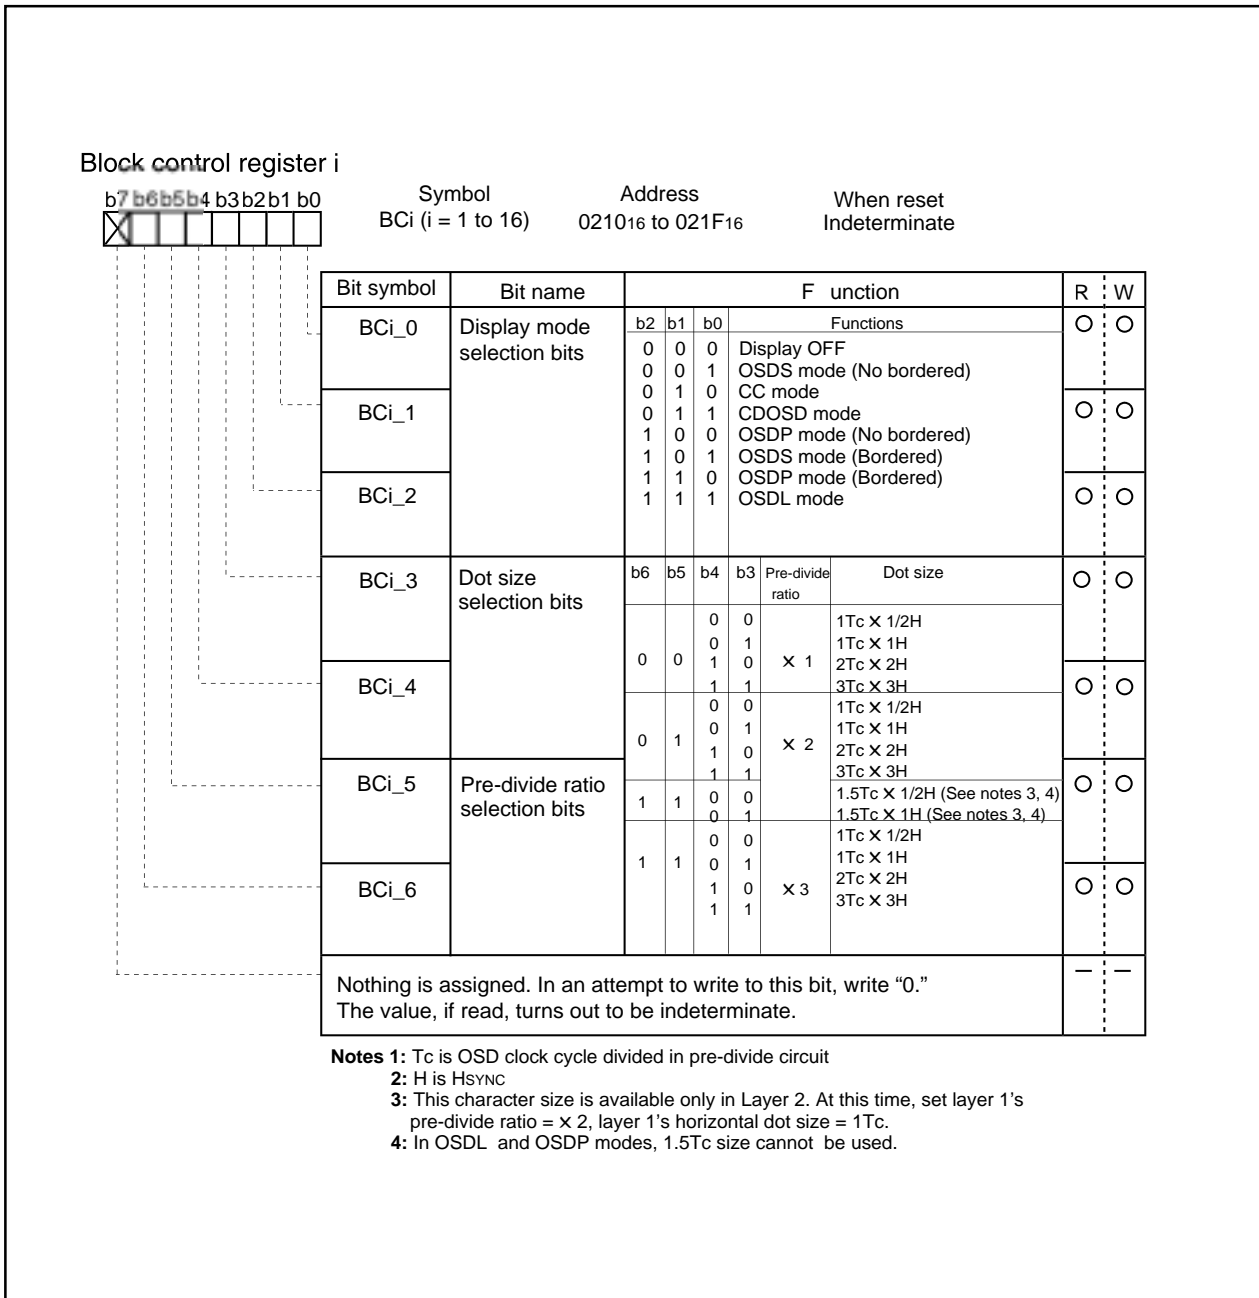 Block control register i
b7 b6 b5 b4 b3 b2 b1 b0
Symbol Address When reset
BCi (i = 1 to 16) 021016 to 021F16 Indeterminate
Bit symbol Bit name F unction R W
BCi_0 Display mode selection bits b2 b1 b0 Functions
0 0 0 Display OFF
0 0 1 OSDS mode (No bordered)
0 1 0 CC mode
BCi_1 0 1 1 CDOSD mode
1 0 0 OSDP mode (No bordered)
1 0 1 OSDS mode (Bordered)
1 1 0 OSDP mode (Bordered)
BCi_2 1 1 1 OSDL mode
BCi_3 Dot size selection bits b6 b5 b4 b3 Pre-divide ratio Dot size
0 0 1Tc X 1/2H
0 1 1Tc X 1H
0 0 1 0 X 1 2Tc X 2H
BCi_4 1 1 3Tc X 3H
0 0 1Tc X 1/2H
0 1 1Tc X 1H
0 1 1 0 X 2 2Tc X 2H
1 1 3Tc X 3H
BCi_5 Pre-divide ratio selection bits
1 1 0 0 1.5Tc X 1/2H (See notes 3, 4)
0 1 1.5Tc X 1H (See notes 3, 4)
0 0 1Tc X 1/2H
1 1 0 1 1Tc X 1H
BCi_6 1 0 X 3 2Tc X 2H
1 1 3Tc X 3H
Nothing is assigned. In an attempt to write to this bit, write “0.” – –
The value, if read, turns out to be indeterminate.
Notes 1: Tc is OSD clock cycle divided in pre-divide circuit
2: H is HSYNC
3: This character size is available only in Layer 2. At this time, set layer 1’s
pre-divide ratio = X 2, layer 1’s horizontal dot size = 1Tc.
4: In OSDL and OSDP modes, 1.5Tc size cannot be used.